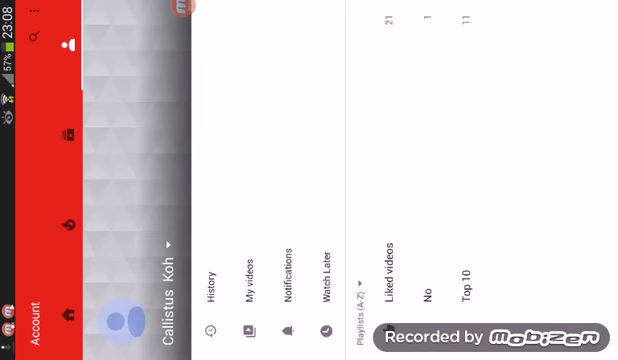 23:08
57%
Account
Callistus Koh
History
My videos
Notifications
Watch Later
Playlists (A-Z)
Liked videos 21
No 1
Top 10 11
Recorded by
mobizen